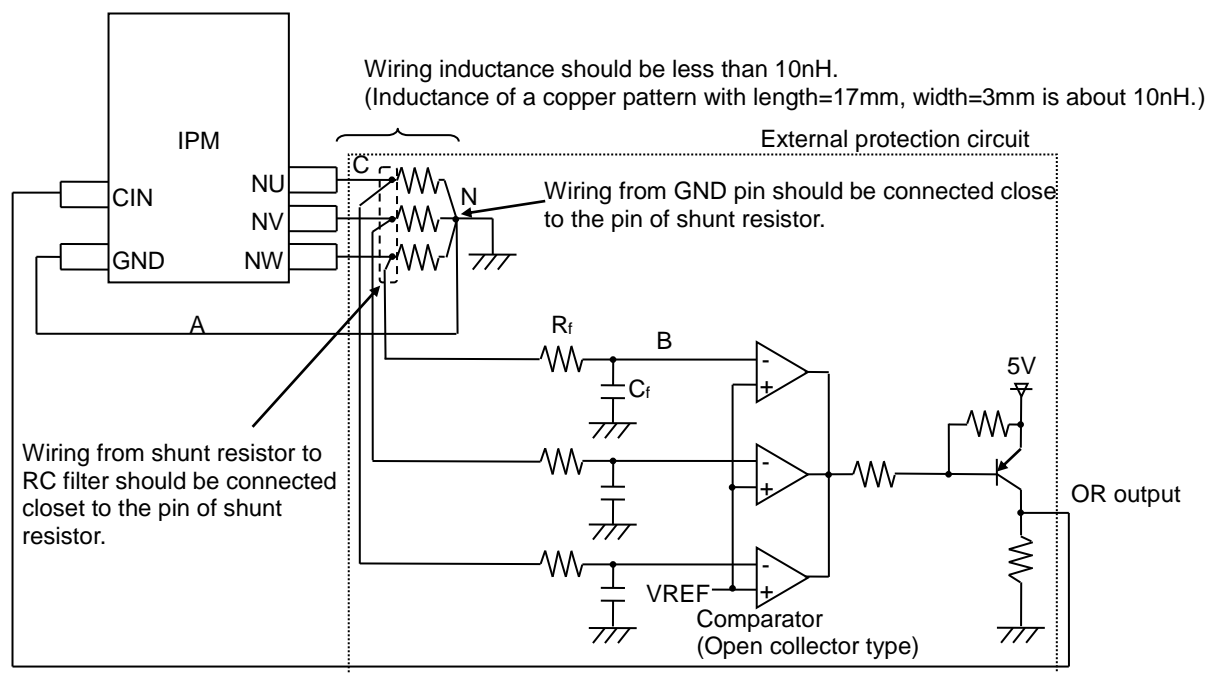 Wiring inductance should be less than 10nH.
(Inductance of a copper pattern with length=17mm, width=3mm is about 10nH.)
External protection circuit
IPM
C
NU
CIN
N
Wiring from GND pin should be connected close
to the pin of shunt resistor.
NV
GND
NW
A
Rf
B
5V
-
+
Cf
Wiring from shunt resistor to
RC filter should be connected
closet to the pin of shunt
resistor.
-
+
OR output
-
+
VREF
Comparator
(Open collector type)